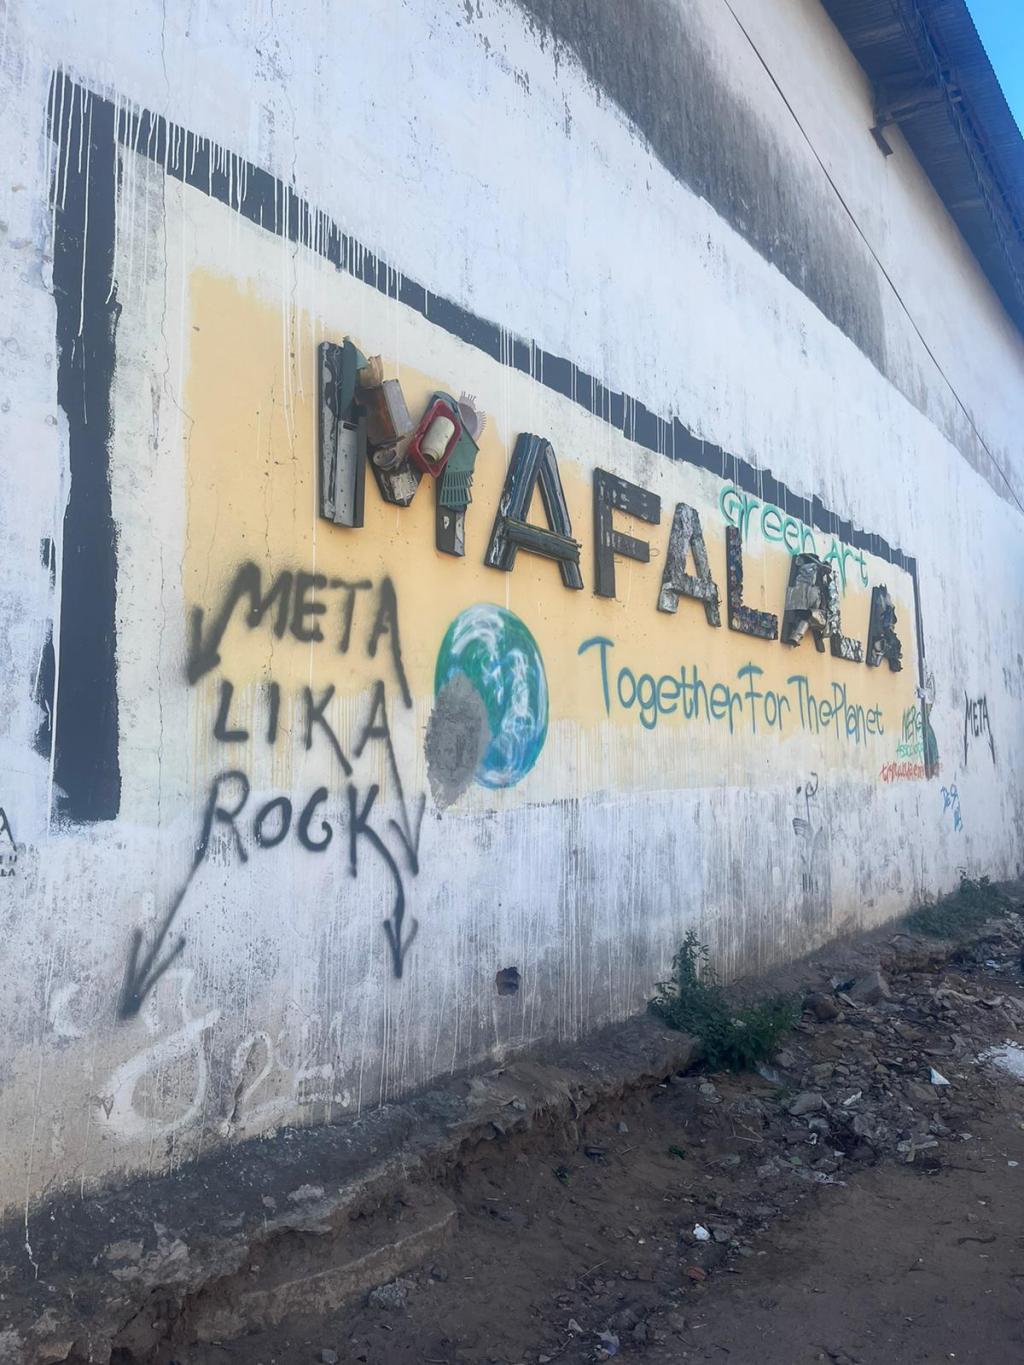 MAFALALA
Green Art
Together For The Planet
META
LIKA
ROCK
META